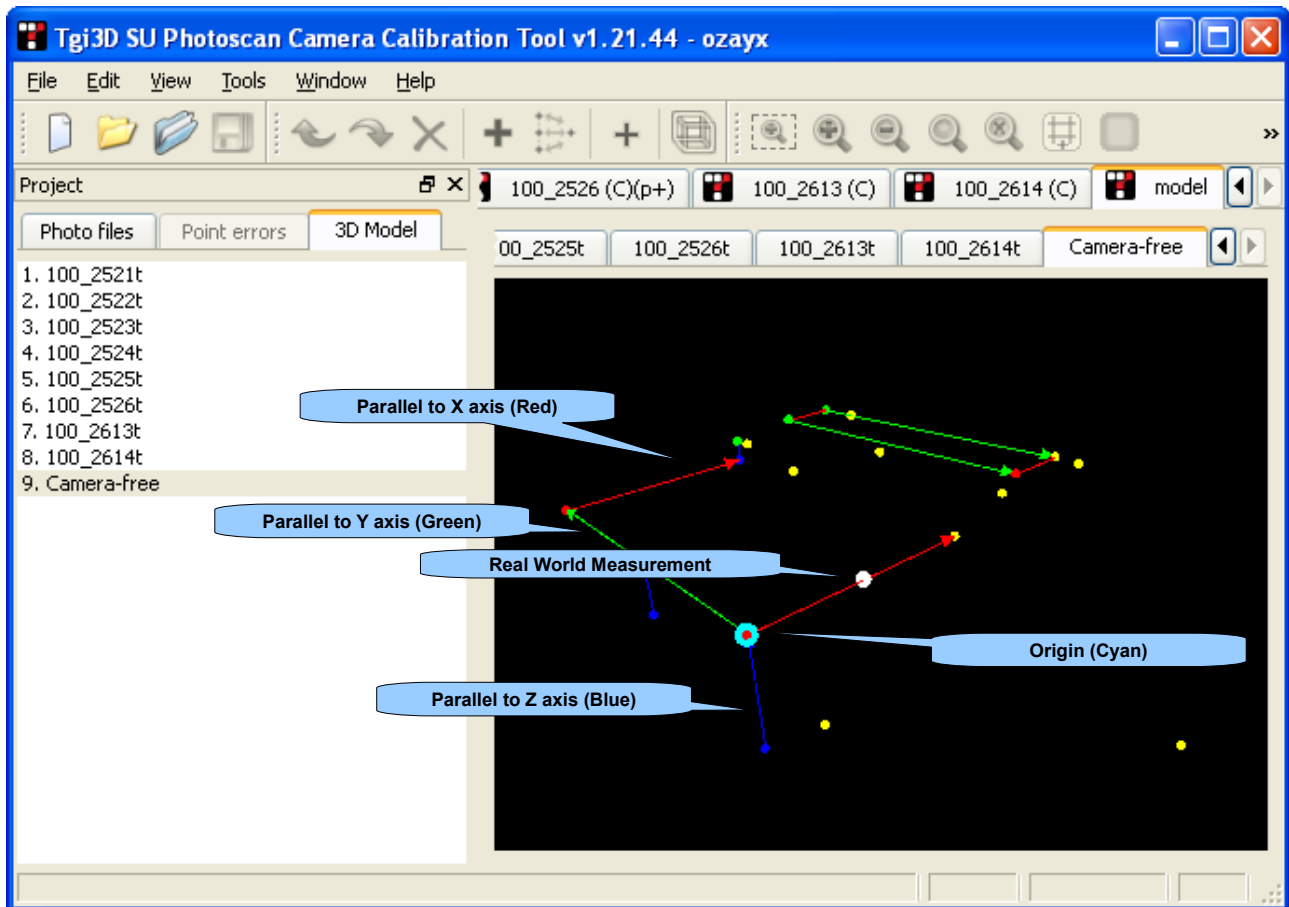 Tgi3D SU Photoscan Camera Calibration Tool v1.21.44 - ozayx
File Edit View Tools Window Help
»
Project
100_2526 (C)(p+) 100_2613 (C) 100_2614 (C) model
Photo files Point errors 3D Model
00_2525t 100_2526t 100_2613t 100_2614t Camera-free
1. 100_2521t
2. 100_2522t
3. 100_2523t
4. 100_2524t
5. 100_2525t
6. 100_2526t
7. 100_2613t
8. 100_2614t
9. Camera-free
Parallel to X axis (Red)
Parallel to Y axis (Green)
Real World Measurement
Origin (Cyan)
Parallel to Z axis (Blue)